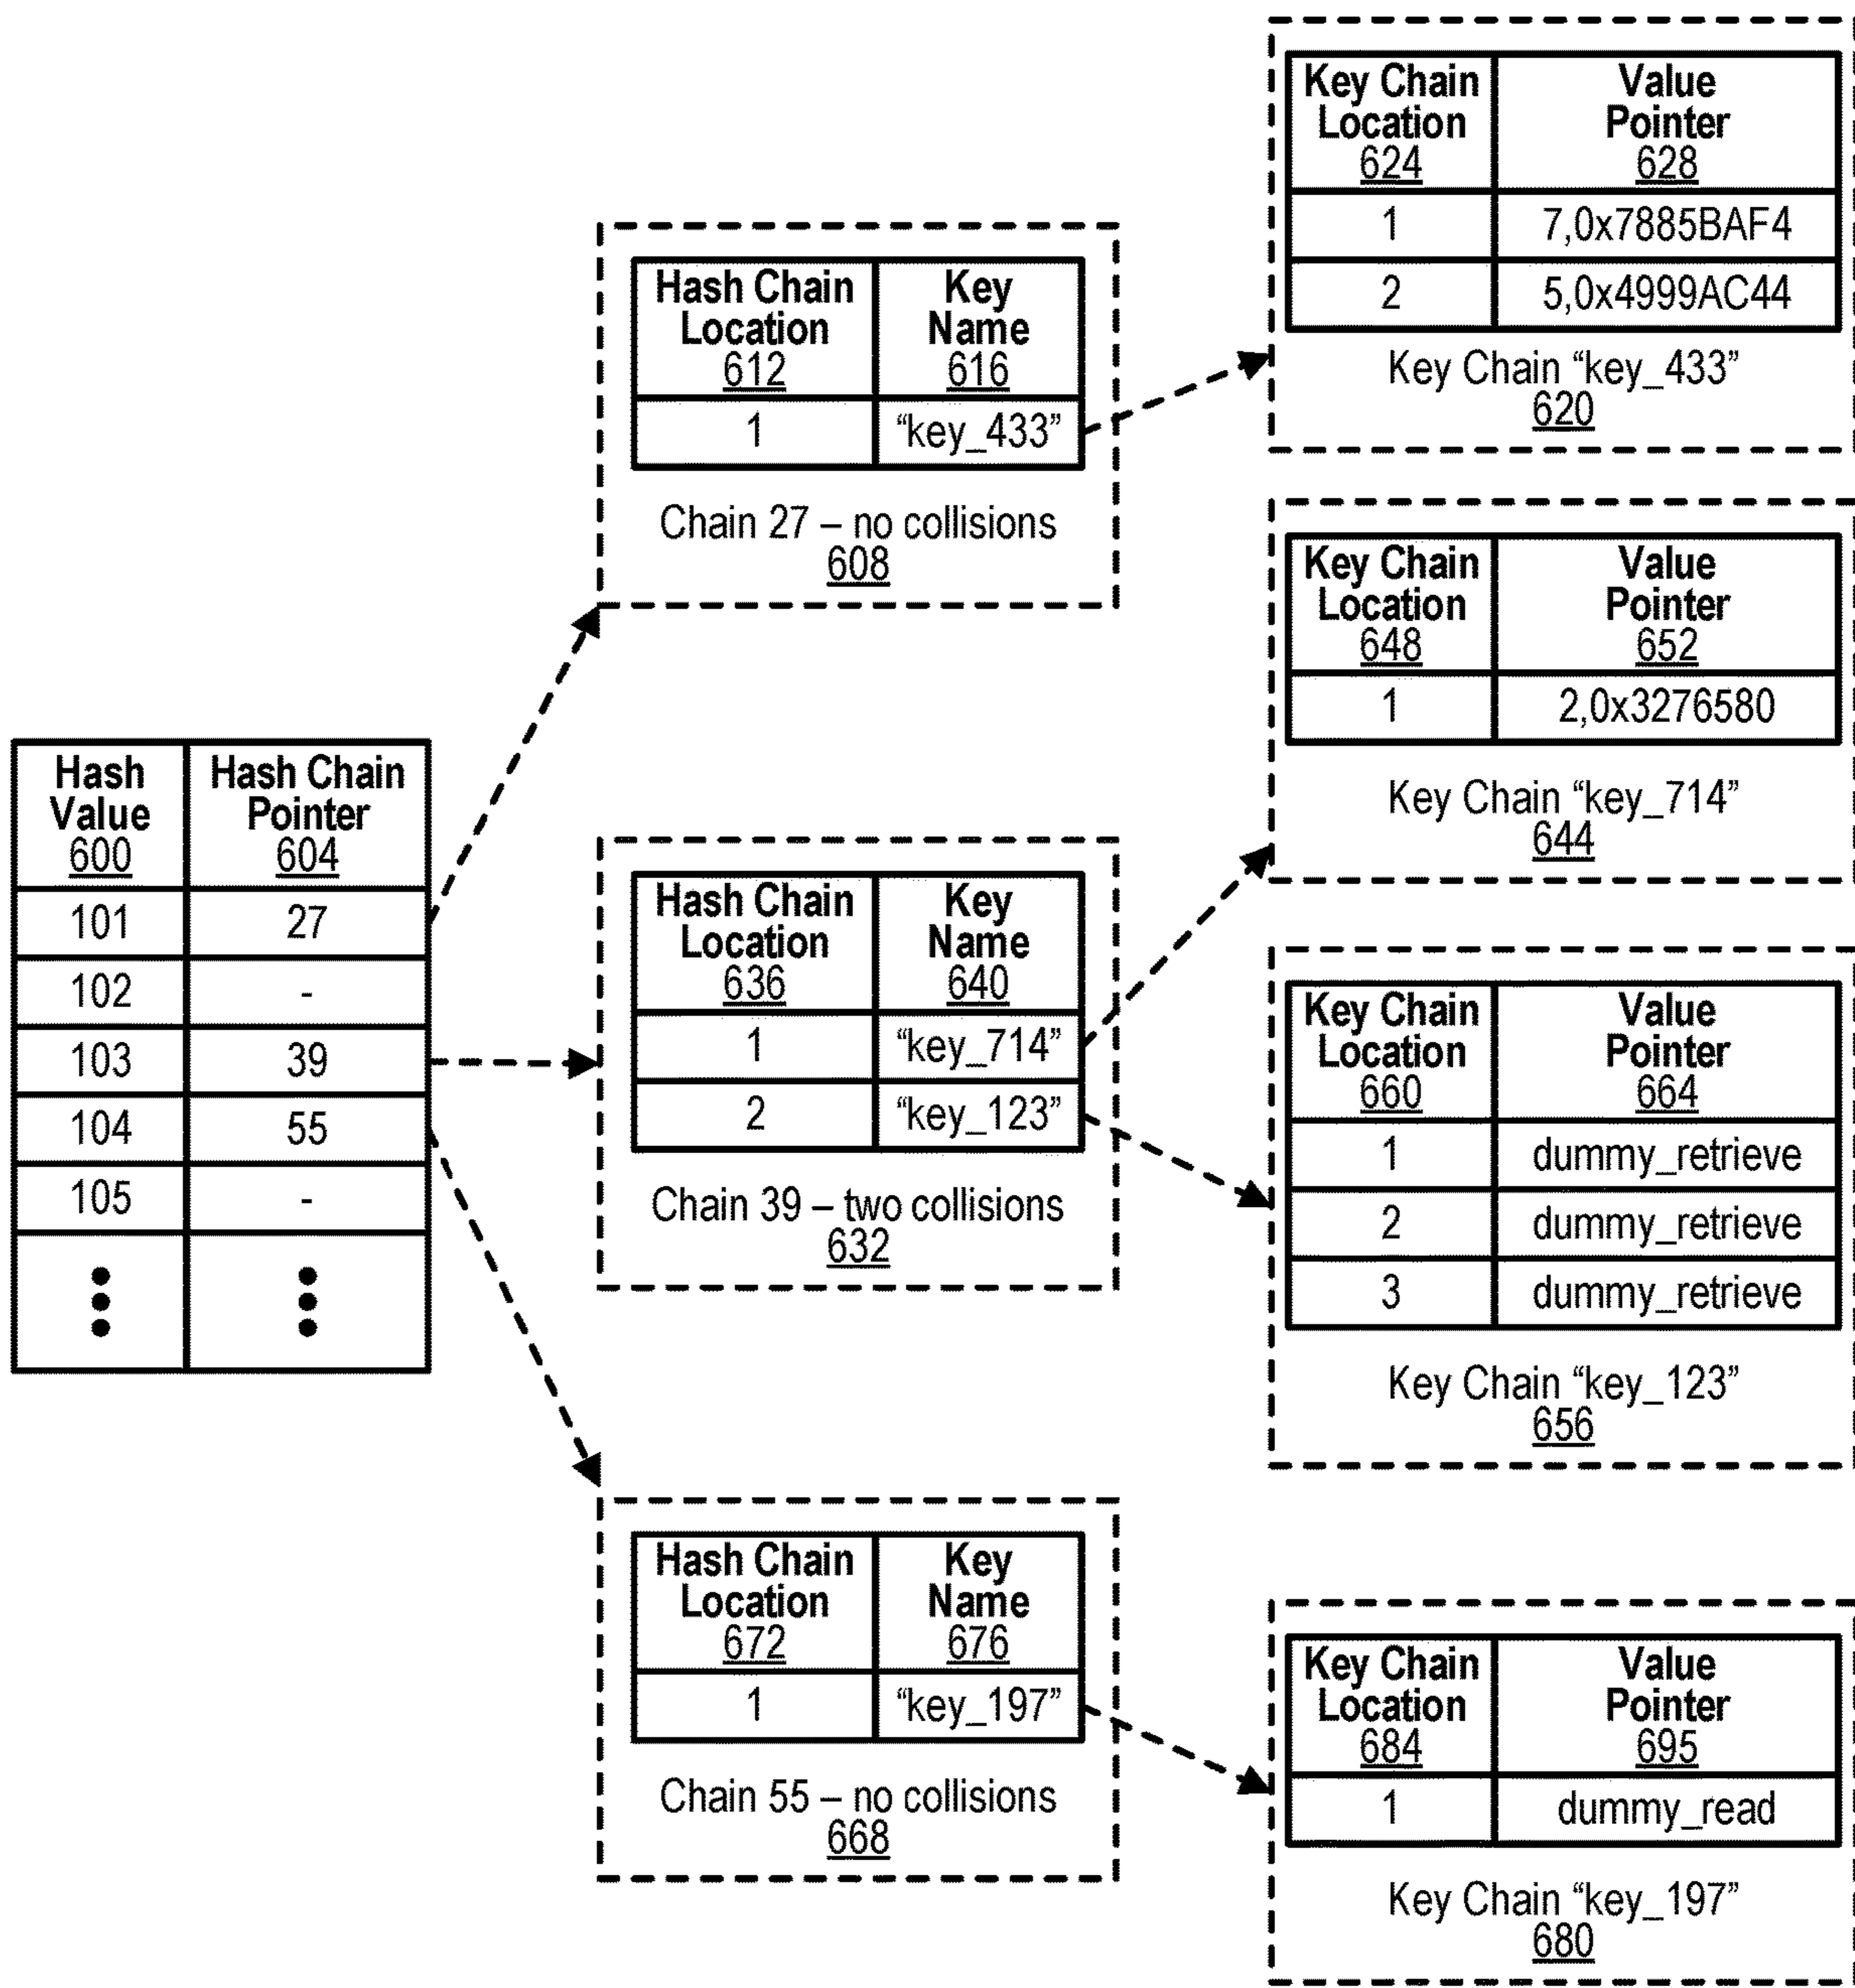 Hash Value 600 | Hash Chain Pointer 604
101 | 27
102 | -
103 | 39
104 | 55
105 | -
Hash Chain Location 612 | Key Name 616
1 | “key_433”
Chain 27 – no collisions
608
Hash Chain Location 636 | Key Name 640
1 | “key_714”
2 | “key_123”
Chain 39 – two collisions
632
Hash Chain Location 672 | Key Name 676
1 | “key_197”
Chain 55 – no collisions
668
Key Chain Location 624 | Value Pointer 628
1 | 7,0x7885BAF4
2 | 5,0x4999AC44
Key Chain “key_433”
620
Key Chain Location 648 | Value Pointer 652
1 | 2,0x3276580
Key Chain “key_714”
644
Key Chain Location 660 | Value Pointer 664
1 | dummy_retrieve
2 | dummy_retrieve
3 | dummy_retrieve
Key Chain “key_123”
656
Key Chain Location 684 | Value Pointer 695
1 | dummy_read
Key Chain “key_197”
680